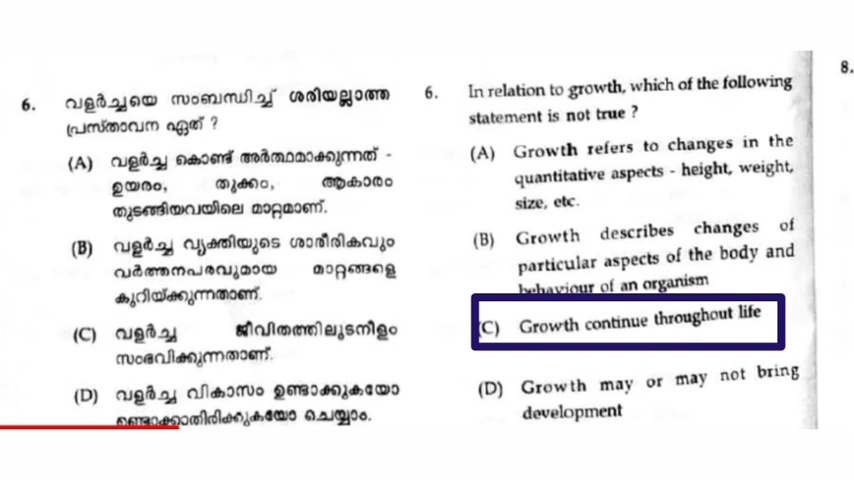 6. വളർച്ചയെ സംബന്ധിച്ച് ശരിയല്ലാത്ത
പ്രസ്താവന ഏത് ?
(A) വളർച്ച കൊണ്ട് അർത്ഥമാക്കുന്നത് -
ഉയരം, തൂക്കം, ആകാരം
തുടങ്ങിയവയിലെ മാറ്റമാണ്.
(B) വളർച്ച വ്യക്തിയുടെ ശാരീരികവും
വർത്തനപരവുമായ മാറ്റങ്ങളെ
കുറിയ്ക്കുന്നതാണ്.
(C) വളർച്ച ജീവിതത്തിലുടനീളം
സംഭവിക്കുന്നതാണ്.
(D) വളർച്ച വികാസം ഉണ്ടാക്കുകയോ
ഉണ്ടാക്കാതിരിക്കുകയോ ചെയ്യാം.
6. In relation to growth, which of the following
statement is not true ?
(A) Growth refers to changes in the
quantitative aspects - height, weight,
size, etc.
(B) Growth describes changes of
particular aspects of the body and
behaviour of an organism
(C) Growth continue throughout life
(D) Growth may or may not bring
development
8.